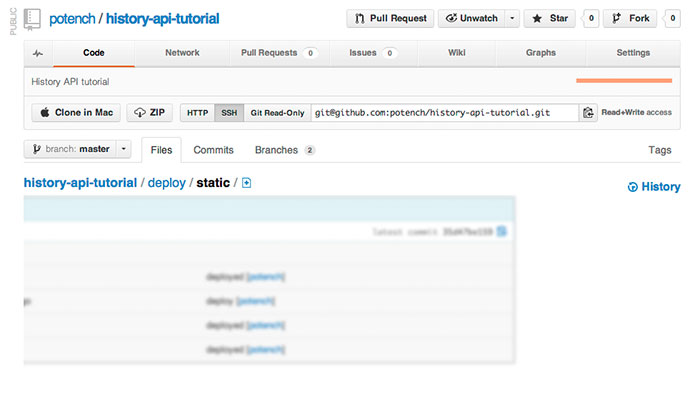 PUBLIC
potench / history-api-tutorial
Pull Request Unwatch Star 0 Fork 0
Code Network Pull Requests 0 Issues 0 Wiki Graphs Settings
History API tutorial
Clone in Mac ZIP HTTP SSH Git Read-Only git@github.com:potench/history-api-tutorial.git Read+Write access
branch: master Files Commits Branches 2 Tags
history-api-tutorial / deploy / static / History
latest commit
deployed [potench]
deploy [potench]
deployed [potench]
deployed [potench]